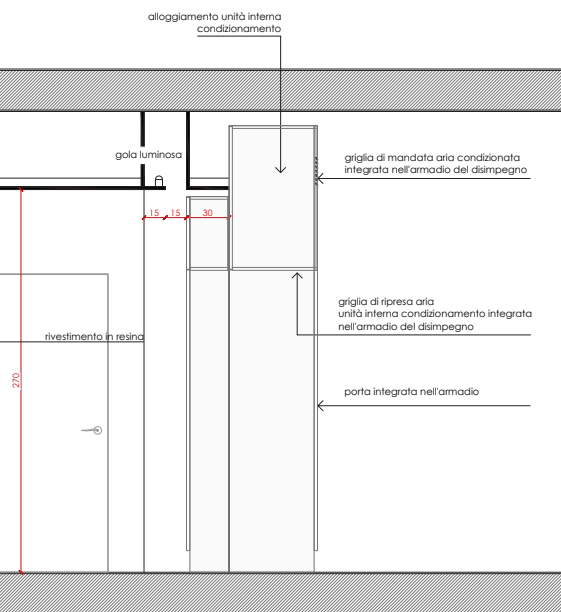 alloggiamento unità interna
condizionamento
gola luminosa
griglia di mandata aria condizionata
integrata nell'armadio del disimpegno
15 15 30
griglia di ripresa aria
unità interna condizionamento integrata
nell'armadio del disimpegno
rivestimento in resina
270
porta integrata nell'armadio